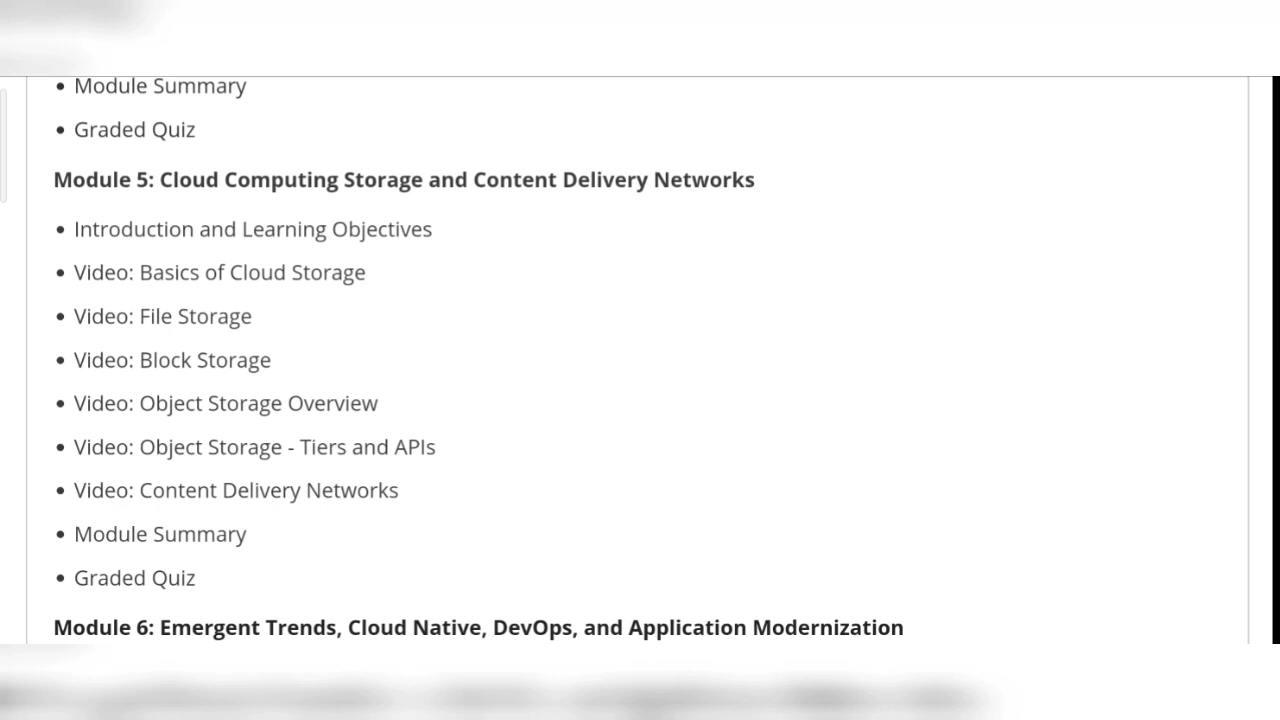 Module Summary
Graded Quiz
Module 5: Cloud Computing Storage and Content Delivery Networks
Introduction and Learning Objectives
Video: Basics of Cloud Storage
Video: File Storage
Video: Block Storage
Video: Object Storage Overview
Video: Object Storage - Tiers and APIs
Video: Content Delivery Networks
Module Summary
Graded Quiz
Module 6: Emergent Trends, Cloud Native, DevOps, and Application Modernization